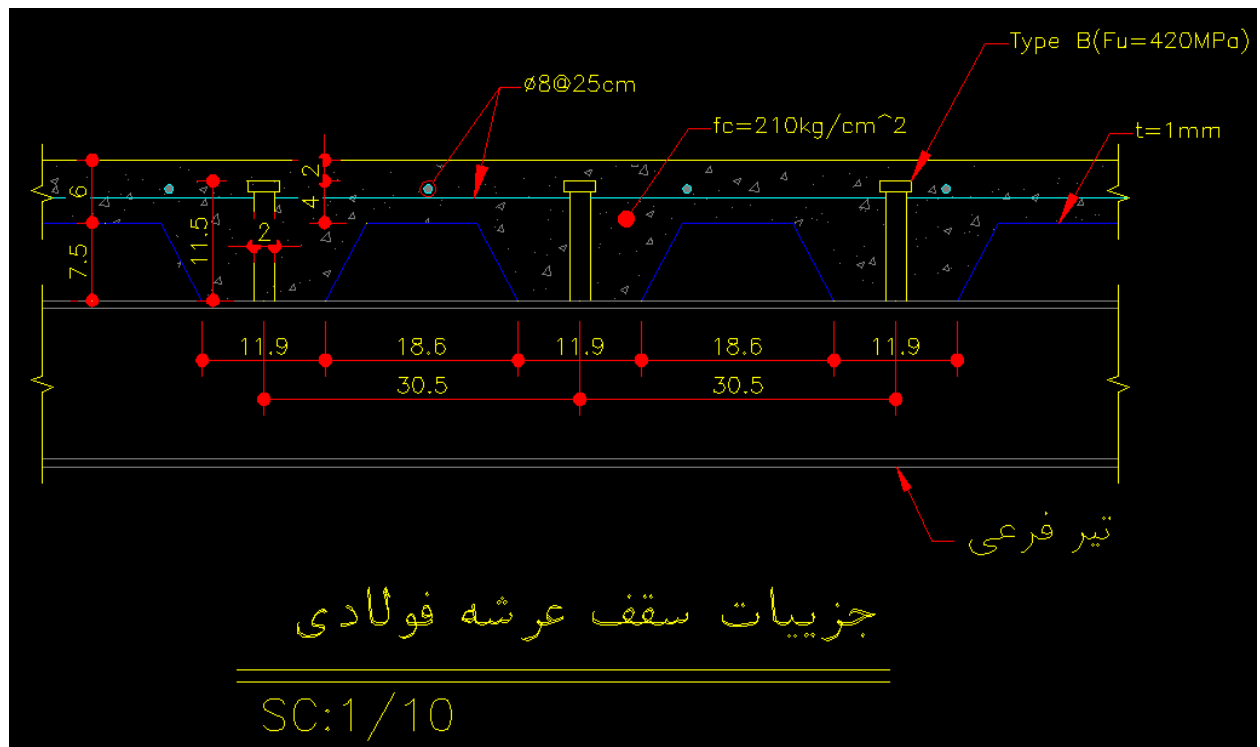 Type B(Fu=420MPa)
ø8@25cm
fc=210kg/cm^2
t=1mm
2
6
4
11.5
2
7.5
11.9
18.6
11.9
18.6
11.9
30.5
30.5
تیر فرعی
جزییات سقف عرشه فولادی
SC:1/10